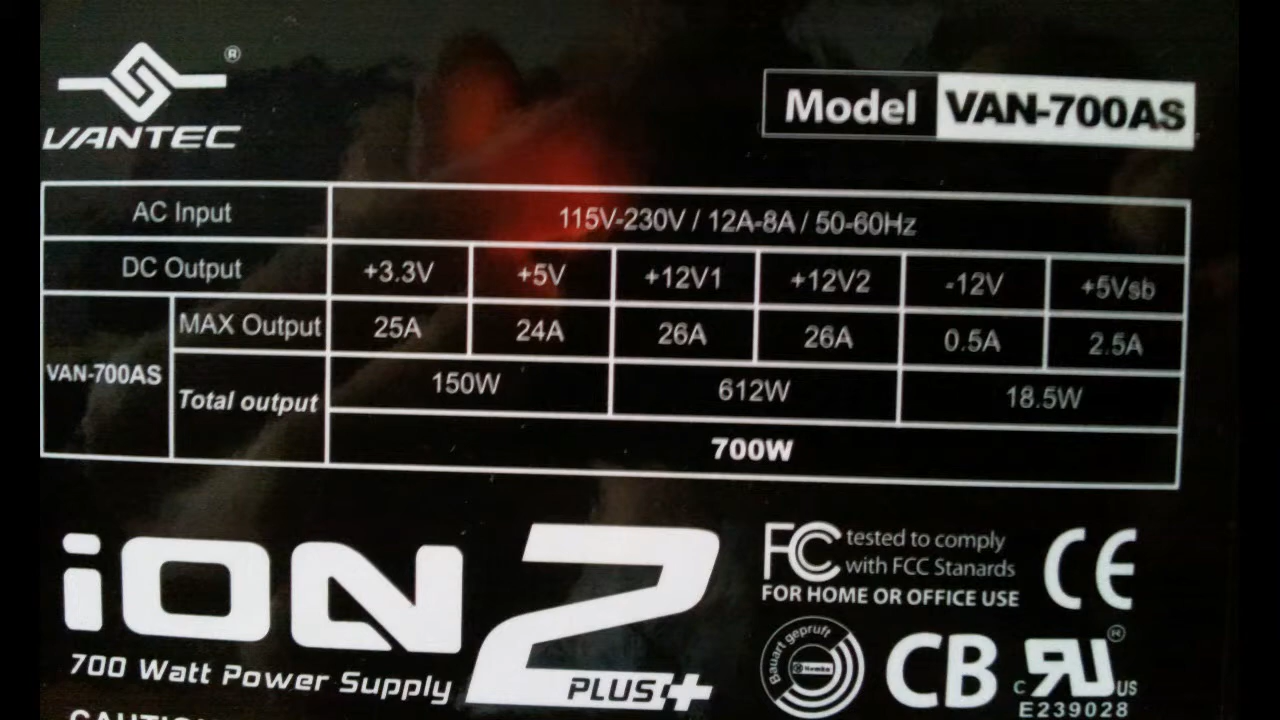 ®
VANTEC
Model VAN-700AS
AC Input 115V-230V / 12A-8A / 50-60Hz
DC Output +3.3V +5V +12V1 +12V2 -12V +5Vsb
MAX Output 25A 24A 26A 26A 0.5A 2.5A
VAN-700AS
Total output 150W 612W 18.5W
700W
iON 2
PLUS+
700 Watt Power Supply
FC tested to comply
with FCC Stanards
FOR HOME OR OFFICE USE
CE
Bauart geprüft
CB
c RU US ®
E239028